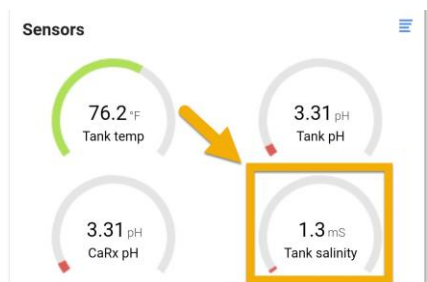 Sensors
76.2 °F
Tank temp
3.31 pH
Tank pH
3.31 pH
CaRx pH
1.3 mS
Tank salinity